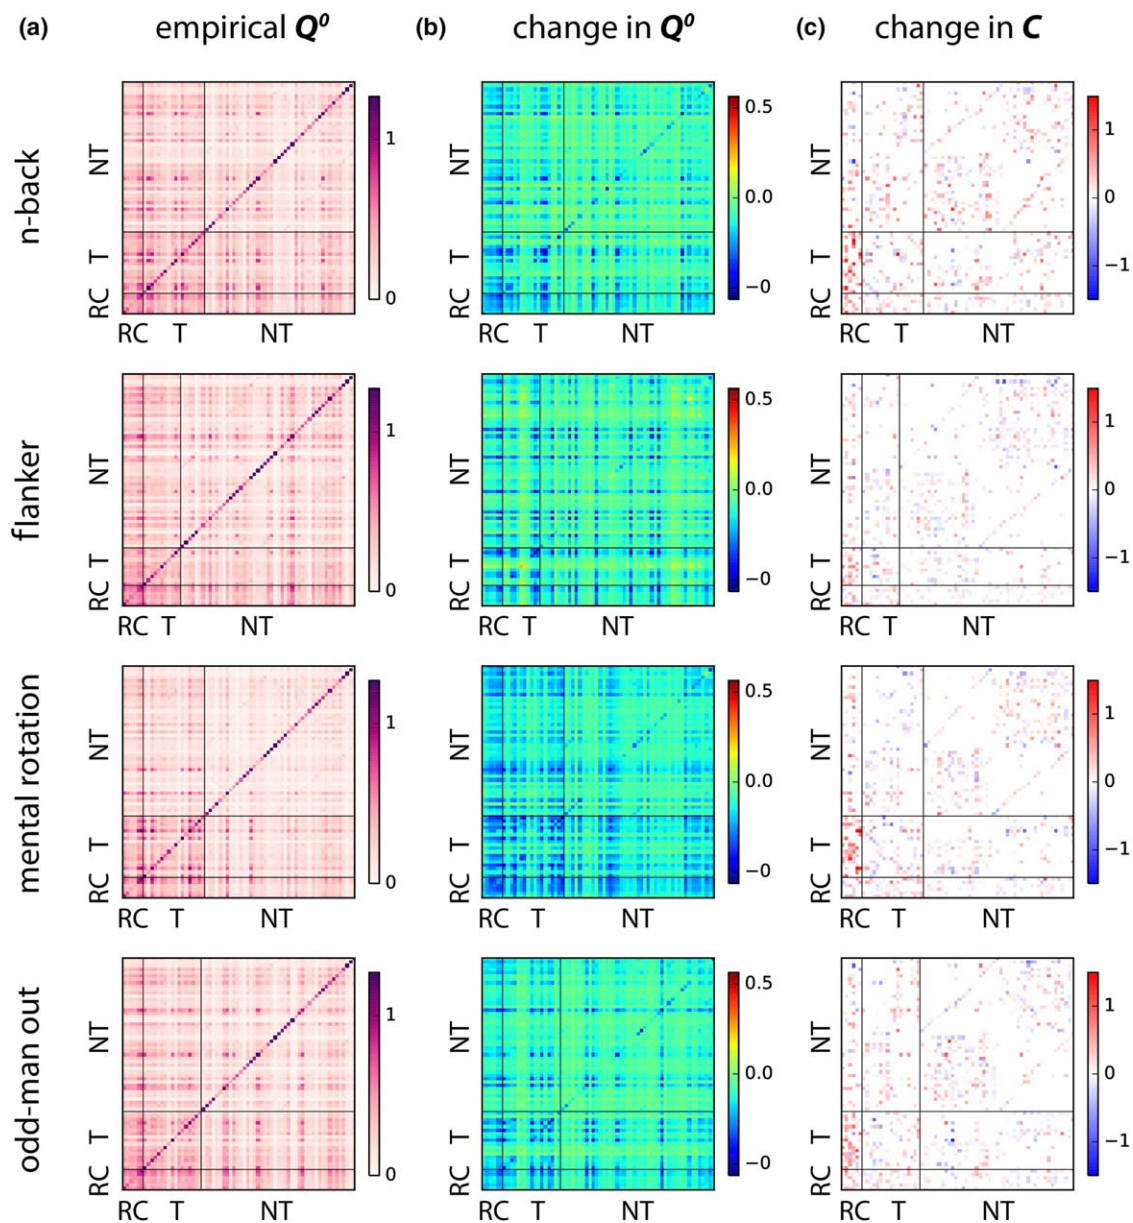 (a) empirical Q⁰ (b) change in Q⁰ (c) change in C
n-back
NT
T
RC
RC T NT
1
0
NT
T
RC
RC T NT
0.5
0.0
−0
NT
T
RC
RC T NT
1
0
−1
flanker
NT
T
RC
RC T NT
1
0
NT
T
RC
RC T NT
0.5
0.0
−0
NT
T
RC
RC T NT
1
0
−1
mental rotation
NT
T
RC
RC T NT
1
0
NT
T
RC
RC T NT
0.5
0.0
−0
NT
T
RC
RC T NT
1
0
−1
odd-man out
NT
T
RC
RC T NT
1
0
NT
T
RC
RC T NT
0.5
0.0
−0
NT
T
RC
RC T NT
1
0
−1